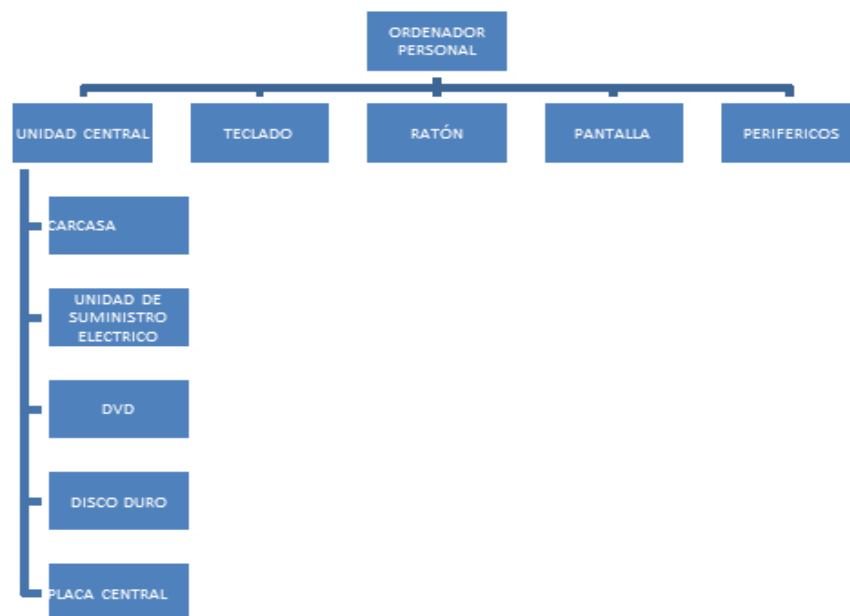 ORDENADOR
PERSONAL
UNIDAD CENTRAL
TECLADO
RATÓN
PANTALLA
PERIFERICOS
CARCASA
UNIDAD DE
SUMINISTRO
ELECTRICO
DVD
DISCO DURO
PLACA CENTRAL